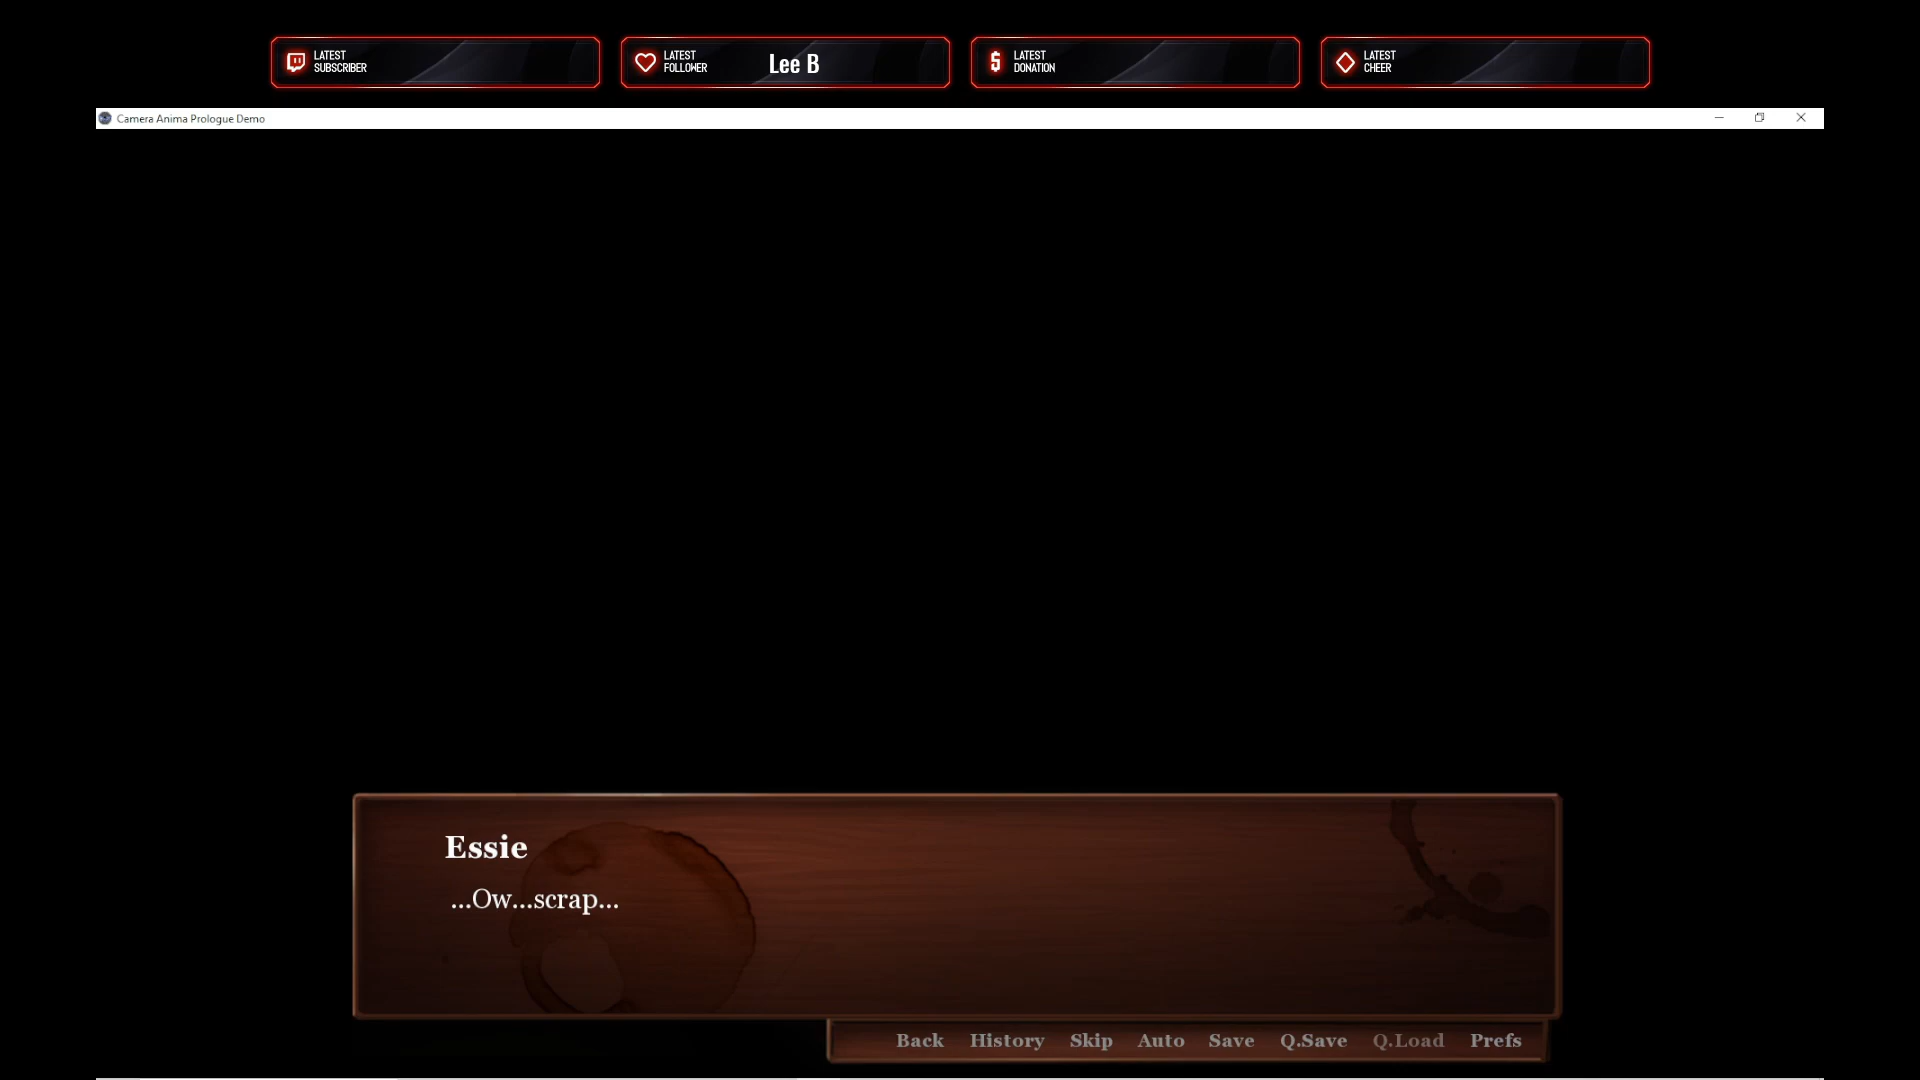 LATEST
SUBSCRIBER
LATEST
FOLLOWER
Lee B
LATEST
DONATION
LATEST
CHEER
Camera Anima Prologue Demo
Essie
...Ow...scrap...
Back History Skip Auto Save Q.Save Q.Load Prefs